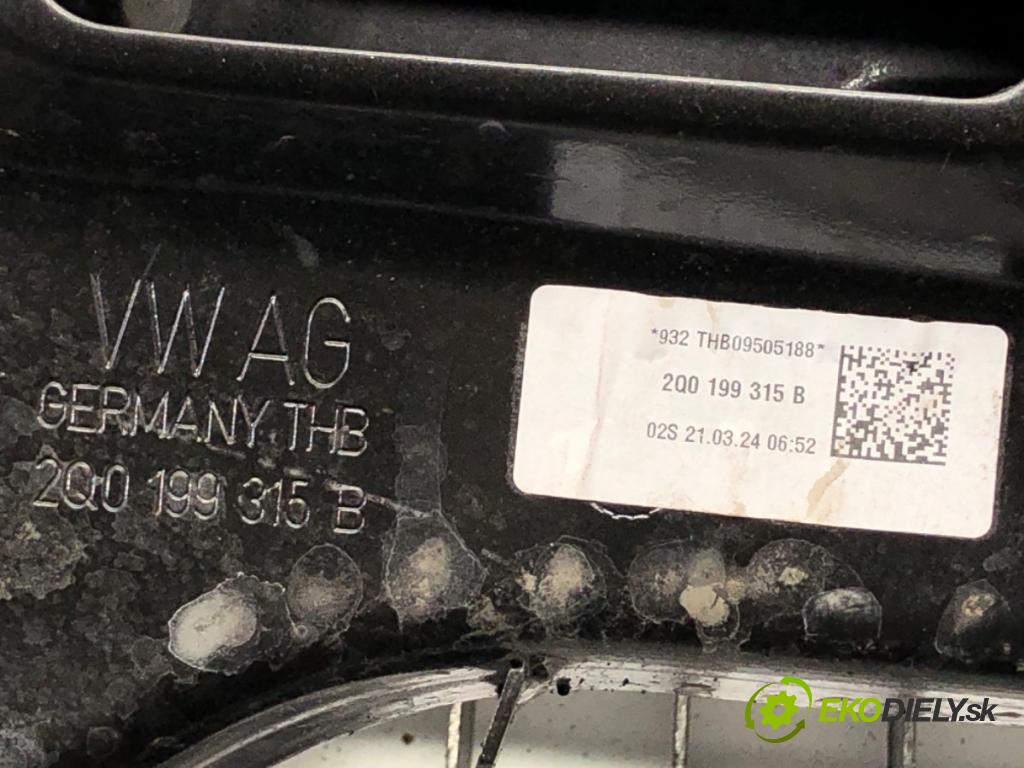 VW AG
GERMANY THB
2Q0 199 315 B
*932 THB09505188*
2Q0 199 315 B
02S 21.03.24 06:52
EKODIELY.sk